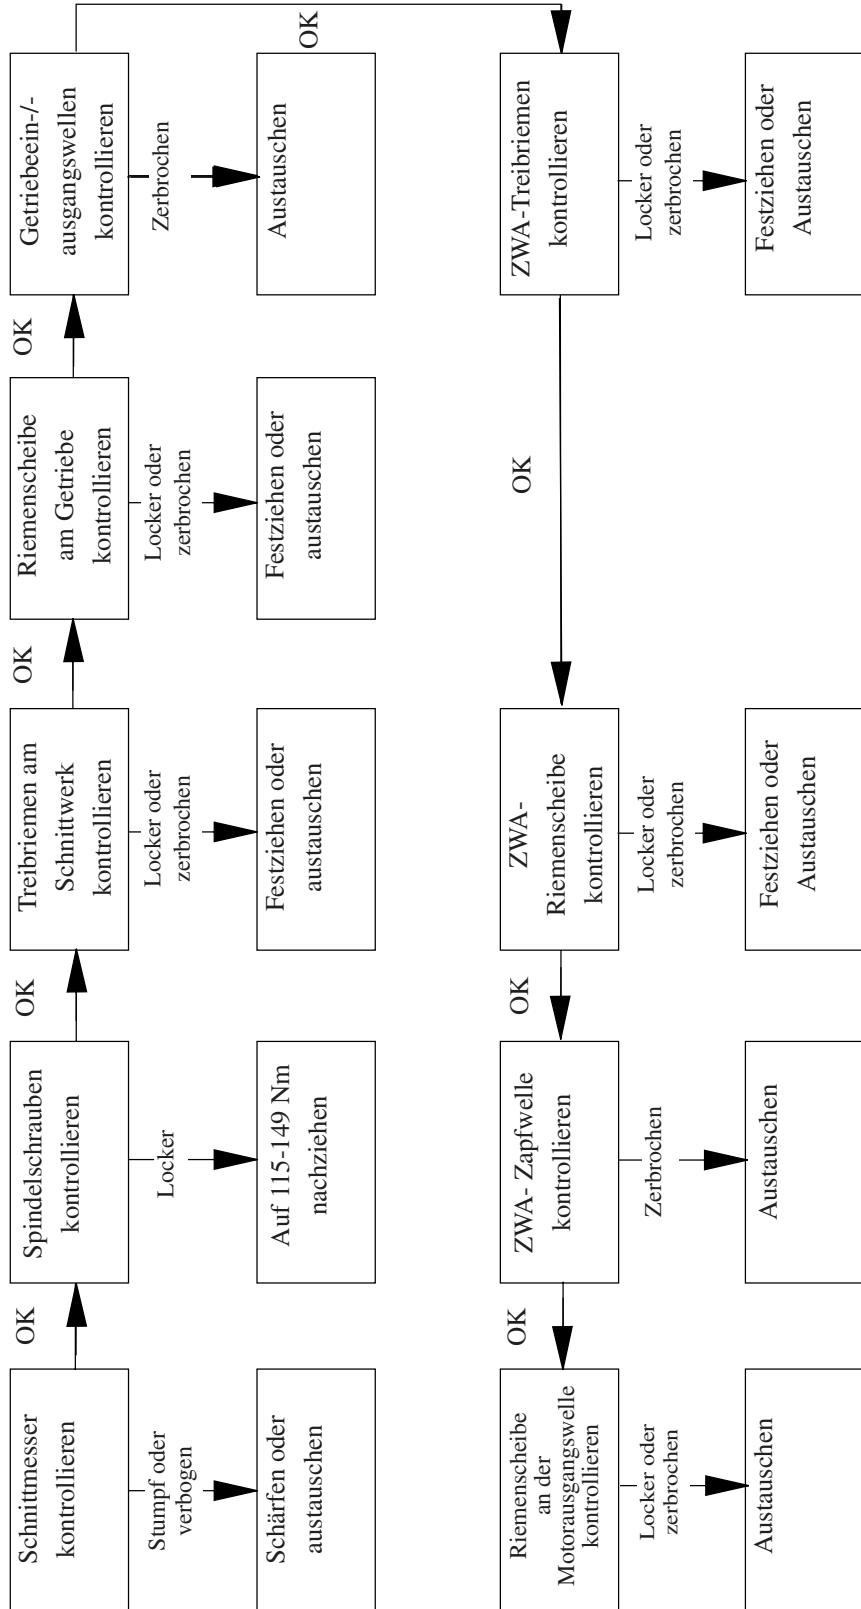 Schnittmesser
kontrollieren
Stumpf oder
verbogen
Schärfen oder
austauschen
OK
Spindelschrauben
kontrollieren
Locker
Auf 115-149 Nm
nachziehen
OK
Treibriemen am
Schnittwerk
kontrollieren
Locker oder
zerbrochen
Festziehen oder
austauschen
OK
Riemenscheibe
am Getriebe
kontrollieren
Locker oder
zerbrochen
Festziehen oder
austauschen
OK
Getriebeein-/-
ausgangswellen
kontrollieren
Zerbrochen
Austauschen
OK
ZWA-Treibriemen
kontrollieren
Locker oder
zerbrochen
Festziehen oder
Austauschen
OK
ZWA-
Riemenscheibe
kontrollieren
Locker oder
zerbrochen
Festziehen oder
Austauschen
OK
ZWA- Zapfwelle
kontrollieren
Zerbrochen
Austauschen
OK
Riemenscheibe
an der
Motorausgangswelle
kontrollieren
Locker oder
zerbrochen
Austauschen